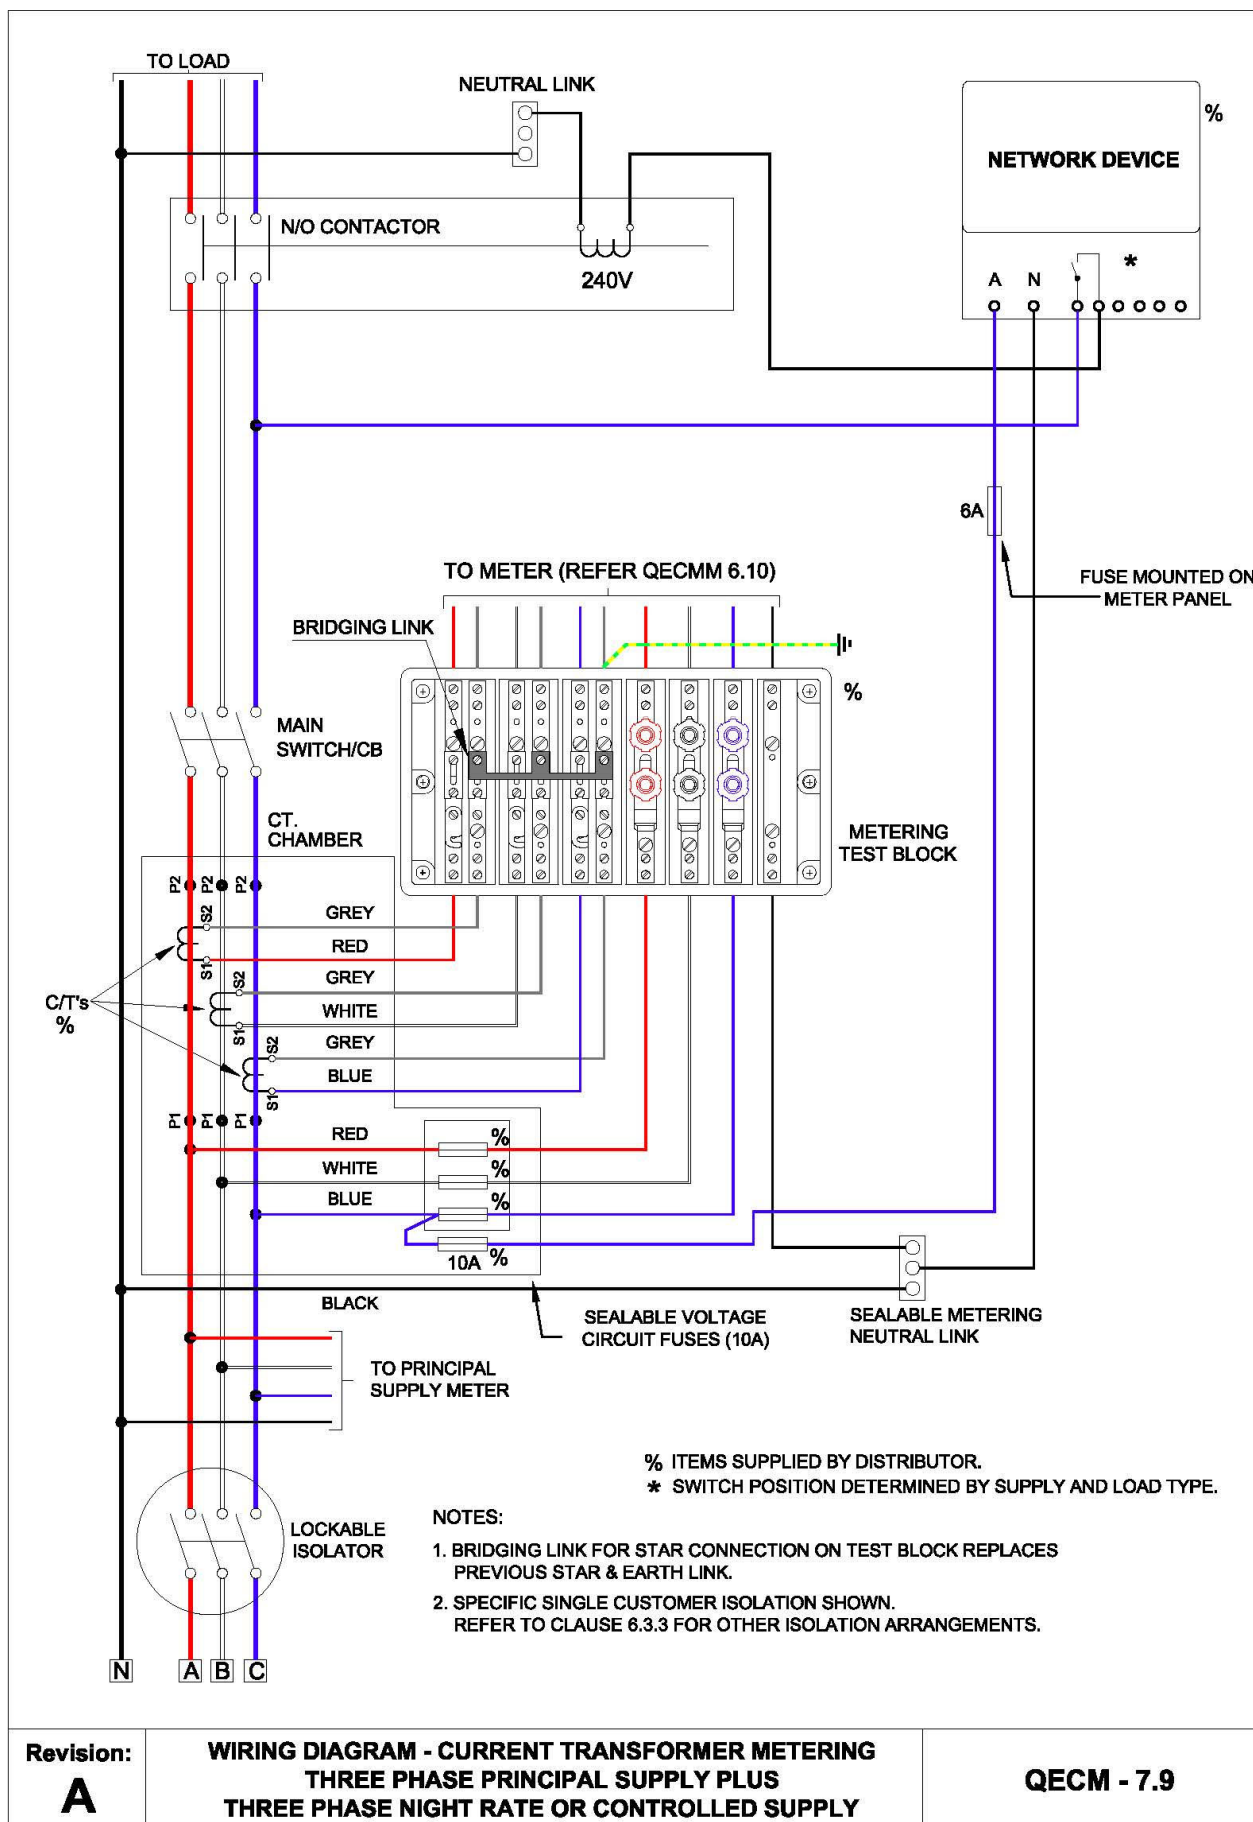 TO LOAD
NEUTRAL LINK
%
NETWORK DEVICE
N/O CONTACTOR
240V
*
A N
6A
TO METER (REFER QECMM 6.10)
FUSE MOUNTED ON
METER PANEL
BRIDGING LINK
%
MAIN
SWITCH/CB
CT.
CHAMBER
METERING
TEST BLOCK
P2 P2 P2
GREY
S2
RED
S1
GREY
S2
C/T's
%
WHITE
S1
GREY
S2
BLUE
S1
P1 P1 P1
RED
%
WHITE
%
BLUE
%
10A %
BLACK
SEALABLE VOLTAGE
CIRCUIT FUSES (10A)
SEALABLE METERING
NEUTRAL LINK
TO PRINCIPAL
SUPPLY METER
% ITEMS SUPPLIED BY DISTRIBUTOR.
* SWITCH POSITION DETERMINED BY SUPPLY AND LOAD TYPE.
LOCKABLE
ISOLATOR
NOTES:
1. BRIDGING LINK FOR STAR CONNECTION ON TEST BLOCK REPLACES
PREVIOUS STAR & EARTH LINK.
2. SPECIFIC SINGLE CUSTOMER ISOLATION SHOWN.
REFER TO CLAUSE 6.3.3 FOR OTHER ISOLATION ARRANGEMENTS.
N A B C
Revision:
A
WIRING DIAGRAM - CURRENT TRANSFORMER METERING
THREE PHASE PRINCIPAL SUPPLY PLUS
THREE PHASE NIGHT RATE OR CONTROLLED SUPPLY
QECM - 7.9